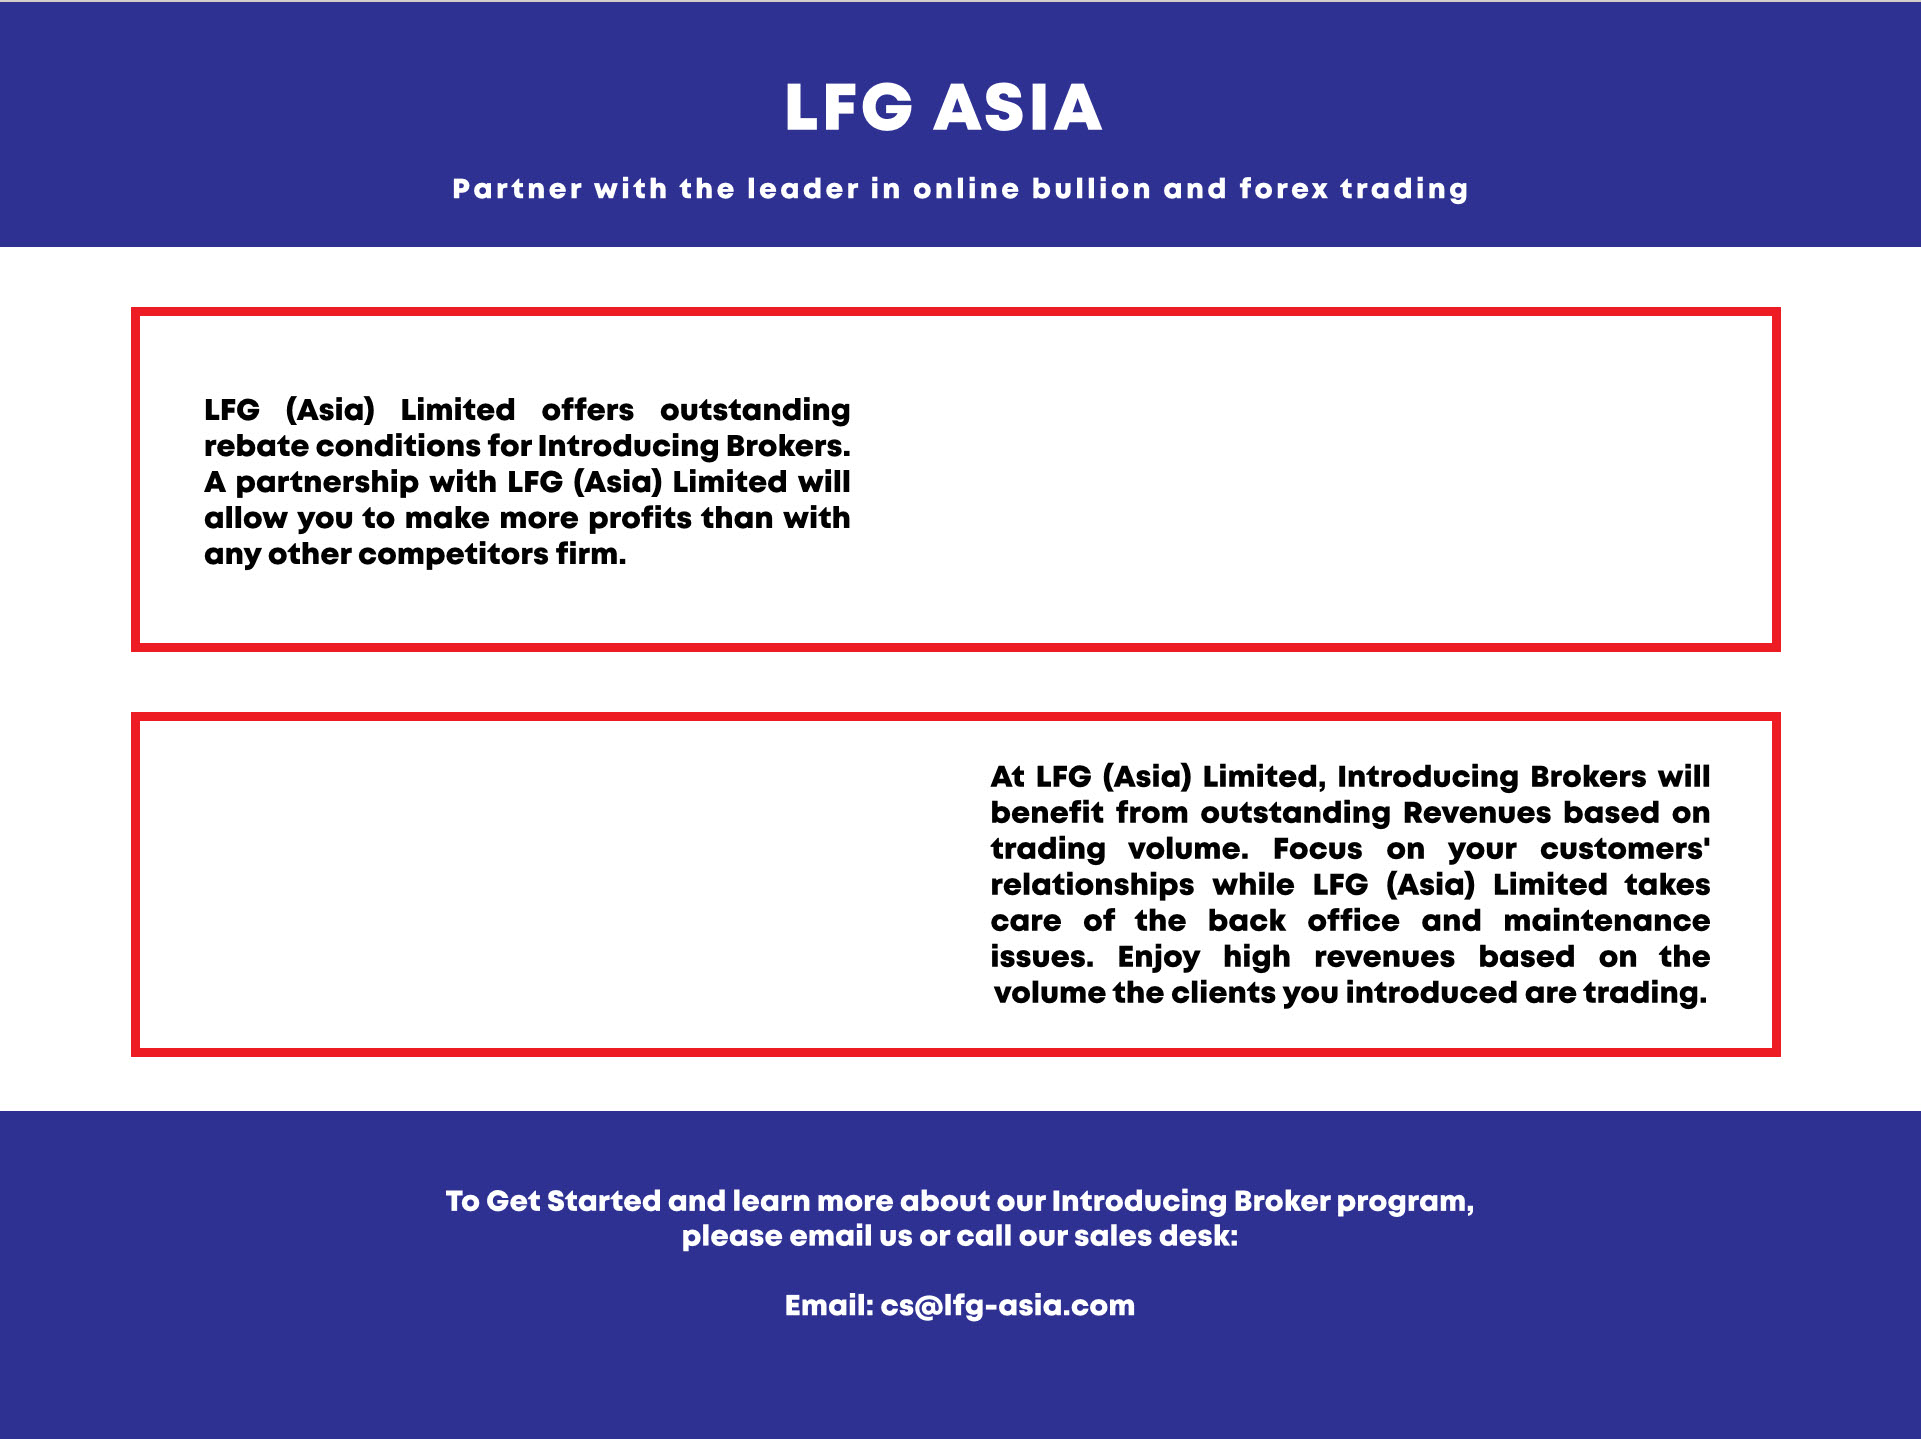 LFG ASIA
Partner with the leader in online bullion and forex trading
LFG (Asia) Limited offers outstanding
rebate conditions for Introducing Brokers.
A partnership with LFG (Asia) Limited will
allow you to make more profits than with
any other competitors firm.
At LFG (Asia) Limited, Introducing Brokers will
benefit from outstanding Revenues based on
trading volume. Focus on your customers'
relationships while LFG (Asia) Limited takes
care of the back office and maintenance
issues. Enjoy high revenues based on the
volume the clients you introduced are trading.
To Get Started and learn more about our Introducing Broker program,
please email us or call our sales desk:
Email: cs@lfg-asia.com